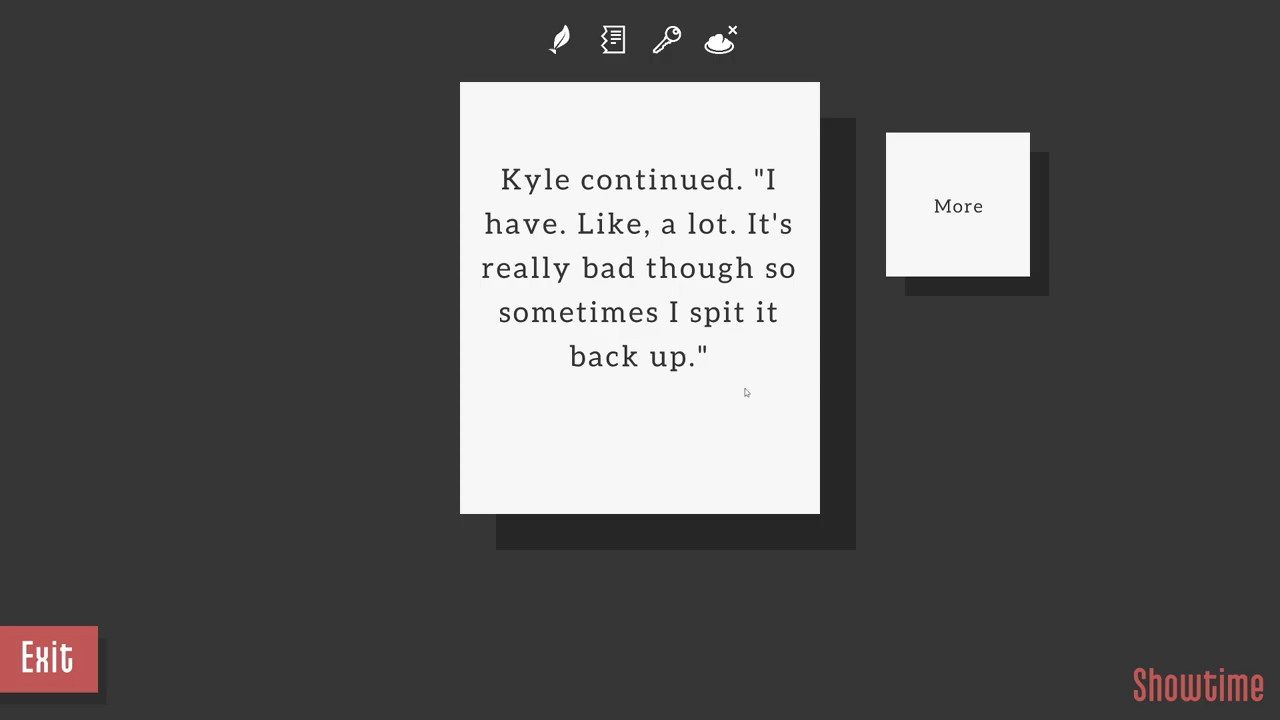 Kyle continued. "I
have. Like, a lot. It's
really bad though so
sometimes I spit it
back up."
More
Exit
Showtime